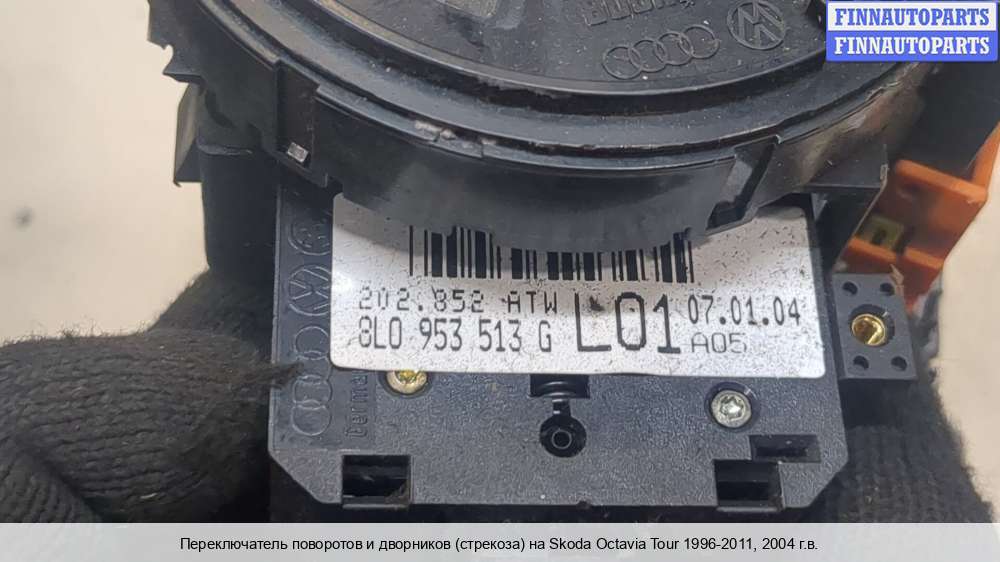 FINNAUTOPARTS
FINNAUTOPARTS
202.852 ATW
8L0 953 513 G
L01
07.01.04
A05
Переключатель поворотов и дворников (стрекоза) на Skoda Octavia Tour 1996-2011, 2004 г.в.